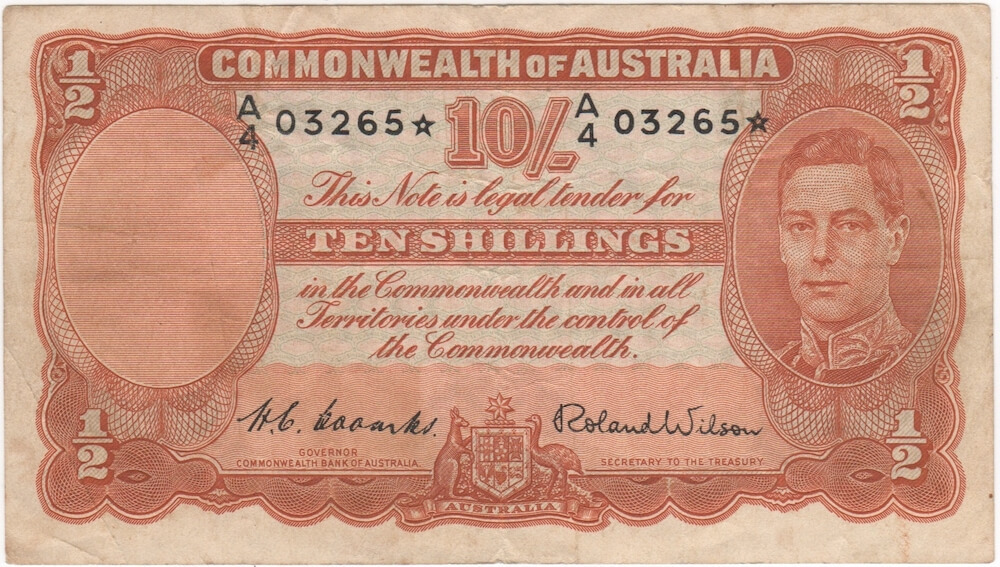 1/2 COMMONWEALTH OF AUSTRALIA 1/2
A/4 03265☆ 10/- A/4 03265☆
This Note is legal tender for
TEN SHILLINGS
in the Commonwealth and in all
Territories under the control of
the Commonwealth.
H.C. Coombs. Roland Wilson
GOVERNOR
COMMONWEALTH BANK OF AUSTRALIA. SECRETARY TO THE TREASURY
1/2 AUSTRALIA 1/2